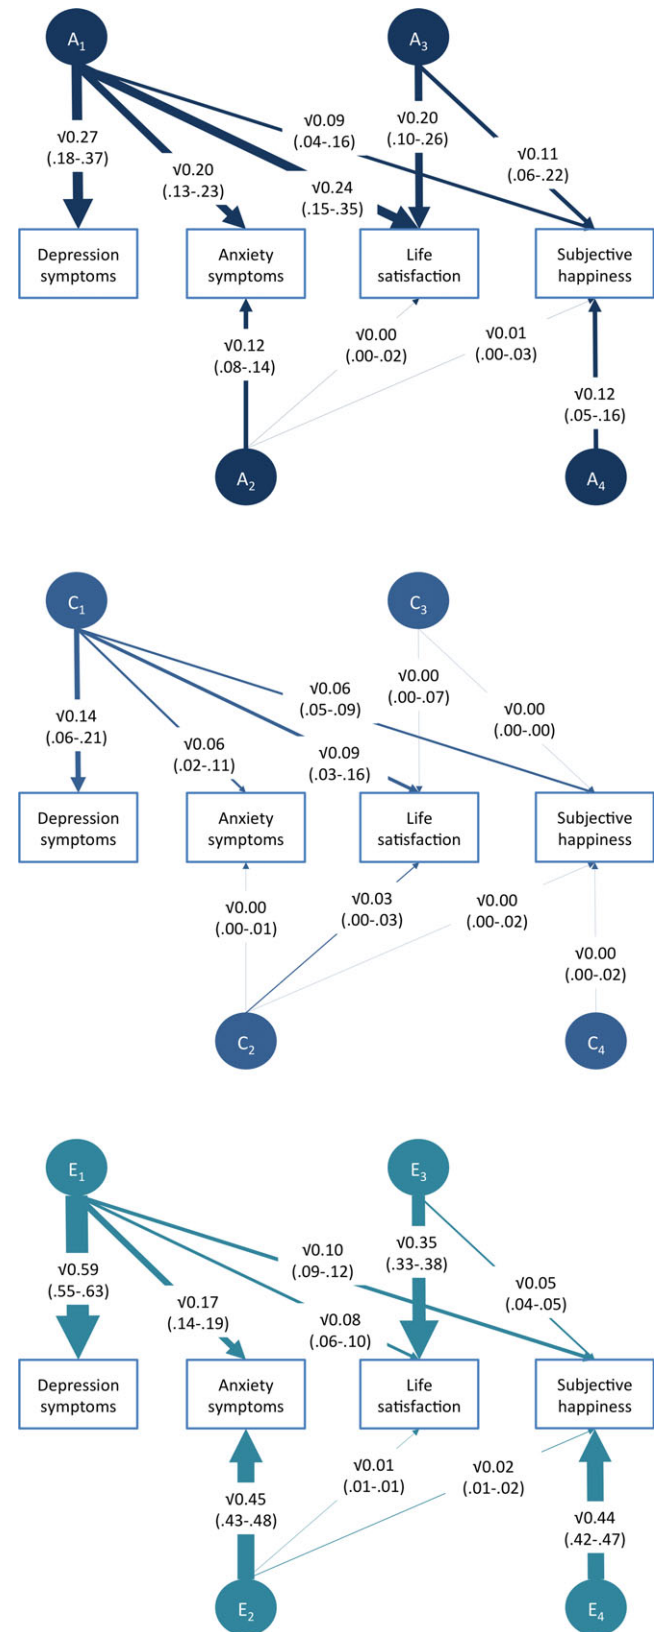 A1
A3
√0.27
(.18-.37)
√0.20
(.13-.23)
√0.24
(.15-.35)
√0.09
(.04-.16)
√0.20
(.10-.26)
√0.11
(.06-.22)
Depression
symptoms
Anxiety
symptoms
Life
satisfaction
Subjective
happiness
√0.12
(.08-.14)
√0.00
(.00-.02)
√0.01
(.00-.03)
√0.12
(.05-.16)
A2
A4
C1
C3
√0.14
(.06-.21)
√0.06
(.02-.11)
√0.09
(.03-.16)
√0.06
(.05-.09)
√0.00
(.00-.07)
√0.00
(.00-.00)
Depression
symptoms
Anxiety
symptoms
Life
satisfaction
Subjective
happiness
√0.00
(.00-.01)
√0.03
(.00-.03)
√0.00
(.00-.02)
√0.00
(.00-.02)
C2
C4
E1
E3
√0.59
(.55-.63)
√0.17
(.14-.19)
√0.08
(.06-.10)
√0.10
(.09-.12)
√0.35
(.33-.38)
√0.05
(.04-.05)
Depression
symptoms
Anxiety
symptoms
Life
satisfaction
Subjective
happiness
√0.45
(.43-.48)
√0.01
(.01-.01)
√0.02
(.01-.02)
√0.44
(.42-.47)
E2
E4